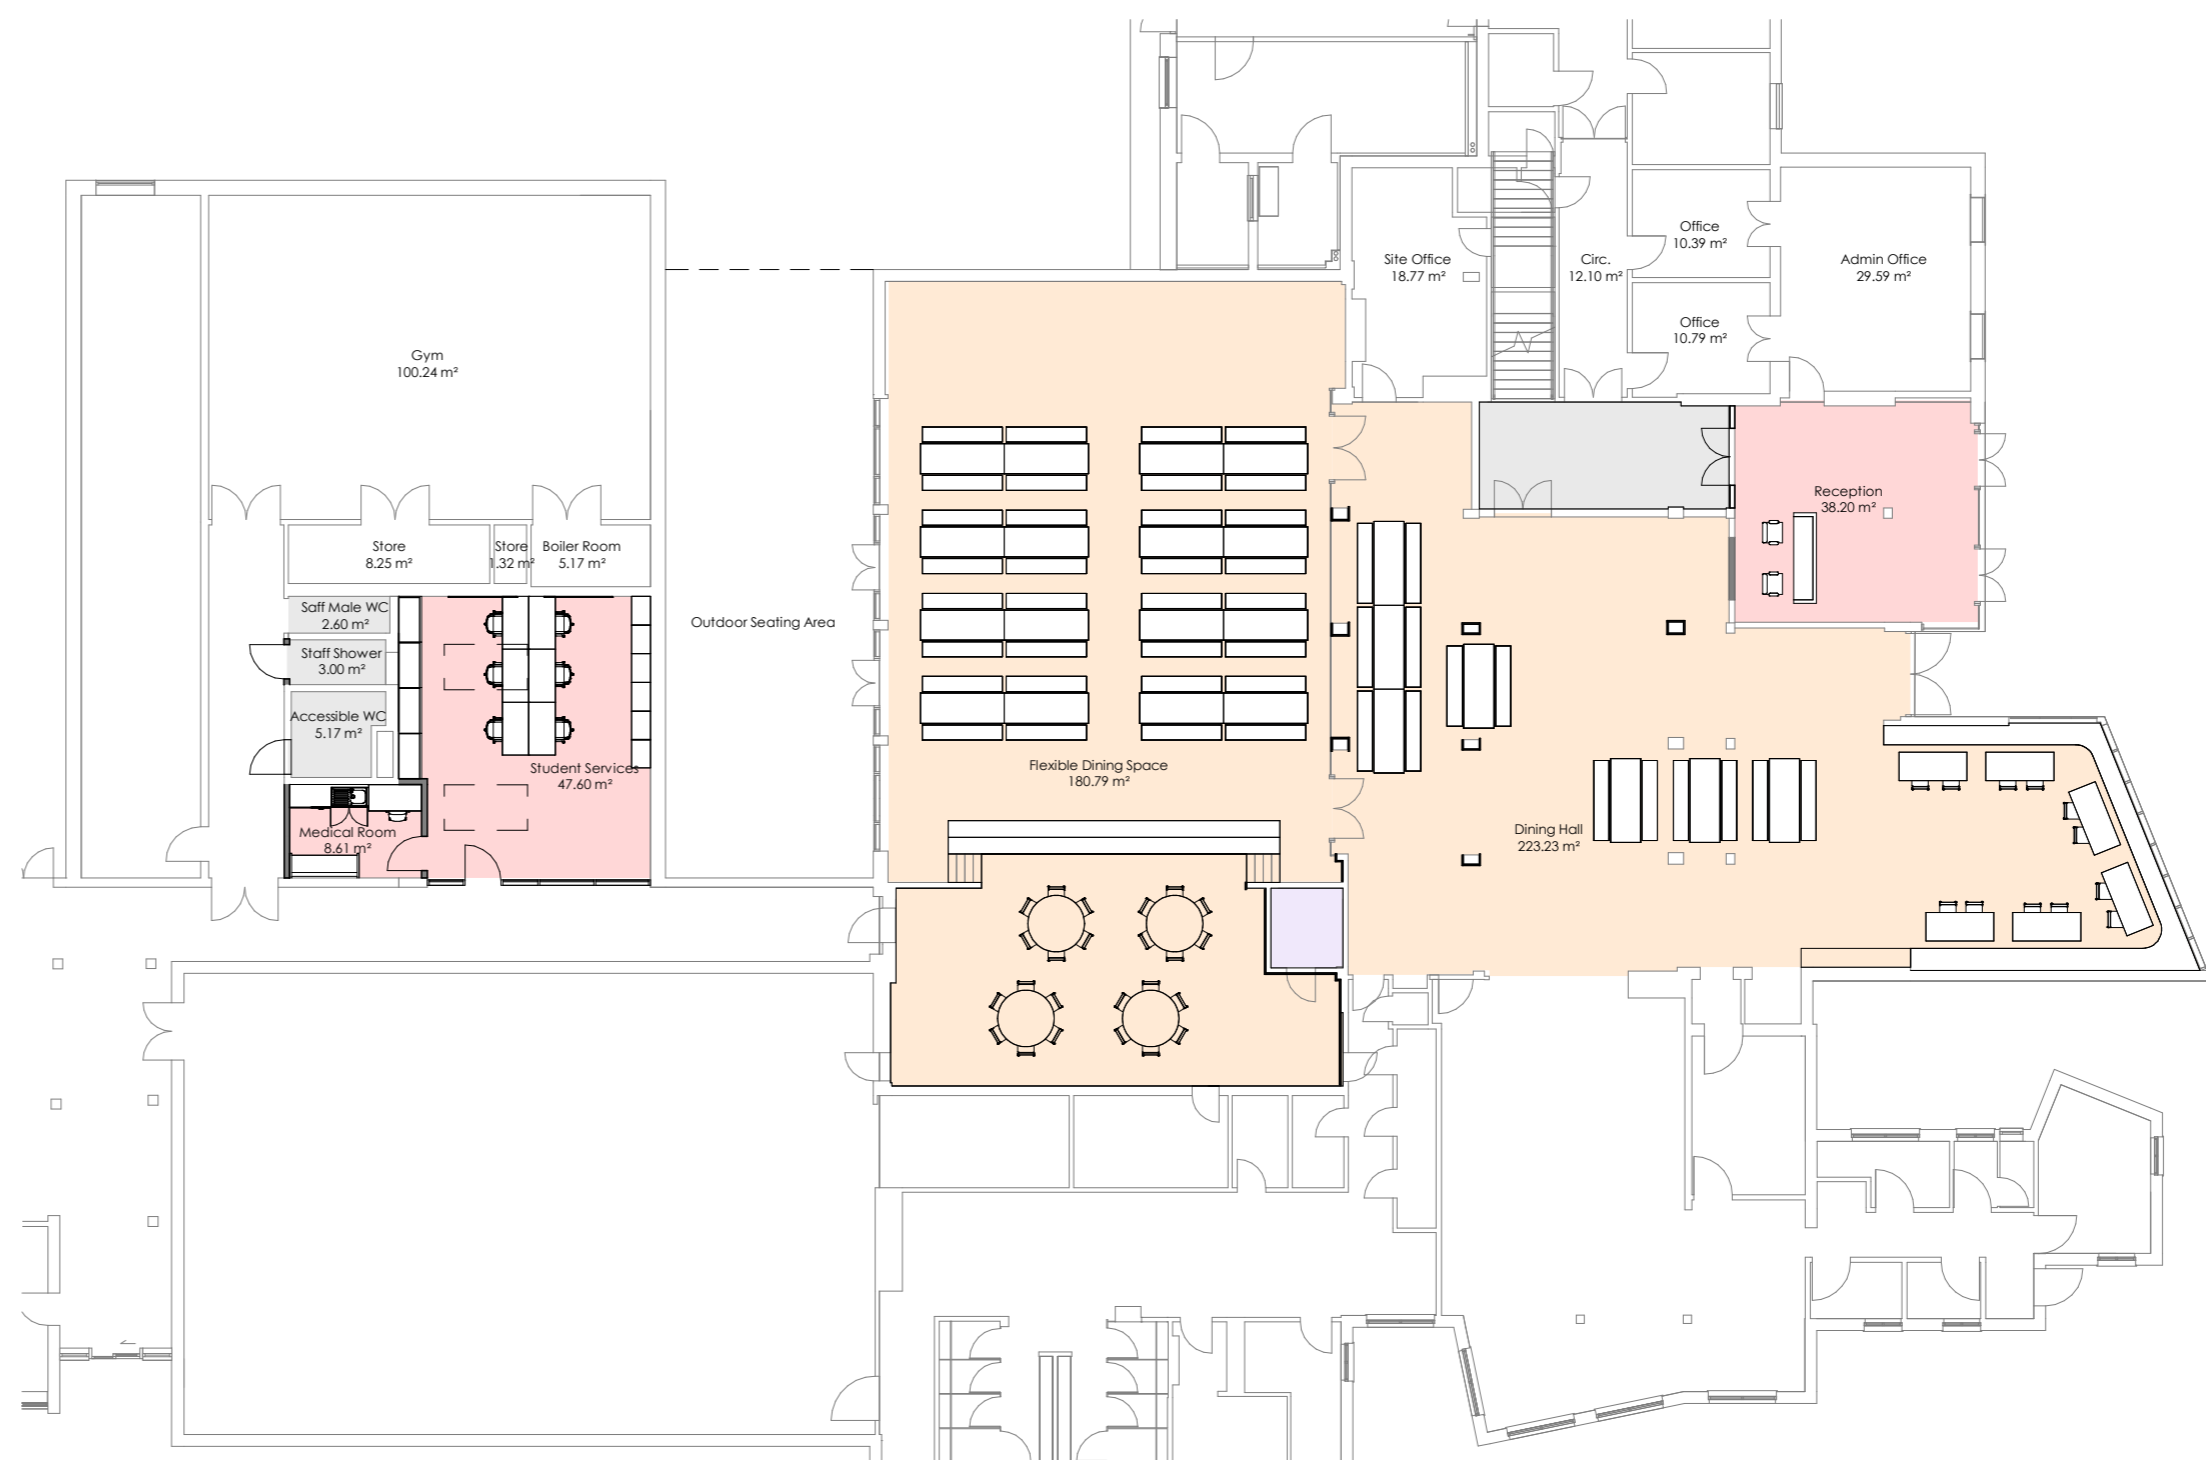 Site Office
18.77 m²
Circ.
12.10 m²
Office
10.39 m²
Admin Office
29.59 m²
Office
10.79 m²
Gym
100.24 m²
Reception
38.20 m²
Store
8.25 m²
Store
1.32 m²
Boiler Room
5.17 m²
Saff Male WC
2.60 m²
Staff Shower
3.00 m²
Accessible WC
5.17 m²
Outdoor Seating Area
Student Services
47.60 m²
Flexible Dining Space
180.79 m²
Medical Room
8.61 m²
Dining Hall
223.23 m²